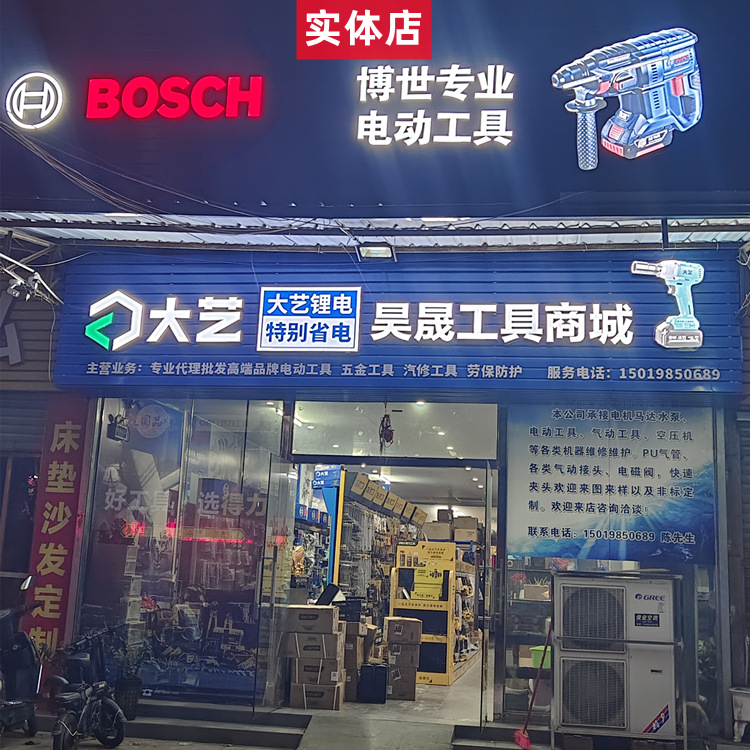 实体店
BOSCH
博世专业
电动工具
大艺
大艺锂电
特别省电
昊晟工具商城
大艺
主营业务：专业代理批发高端品牌电动工具 五金工具 汽修工具 劳保防护 服务电话：15019850689
床垫沙发定制
好工具 选得力
大艺
本公司承接电机马达水泵、
电动工具、气动工具、空压机
等各类机器维修维护。PU气管、
各类气动接头、电磁阀，快速
夹头欢迎来图来样以及非标定
制。欢迎来店咨询洽谈！
联系电话：15019850689 陈先生
GREE